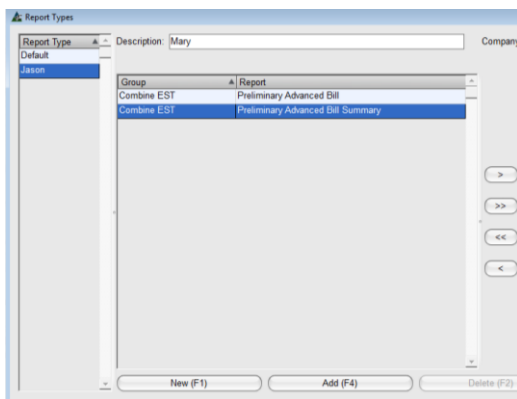 Report Types
Report Type
Default
Jason
Description: Mary
Company
Group Report
Combine EST Preliminary Advanced Bill
Combine EST Preliminary Advanced Bill Summary
>
>>
<<
<
New (F1) Add (F4) Delete (F2)